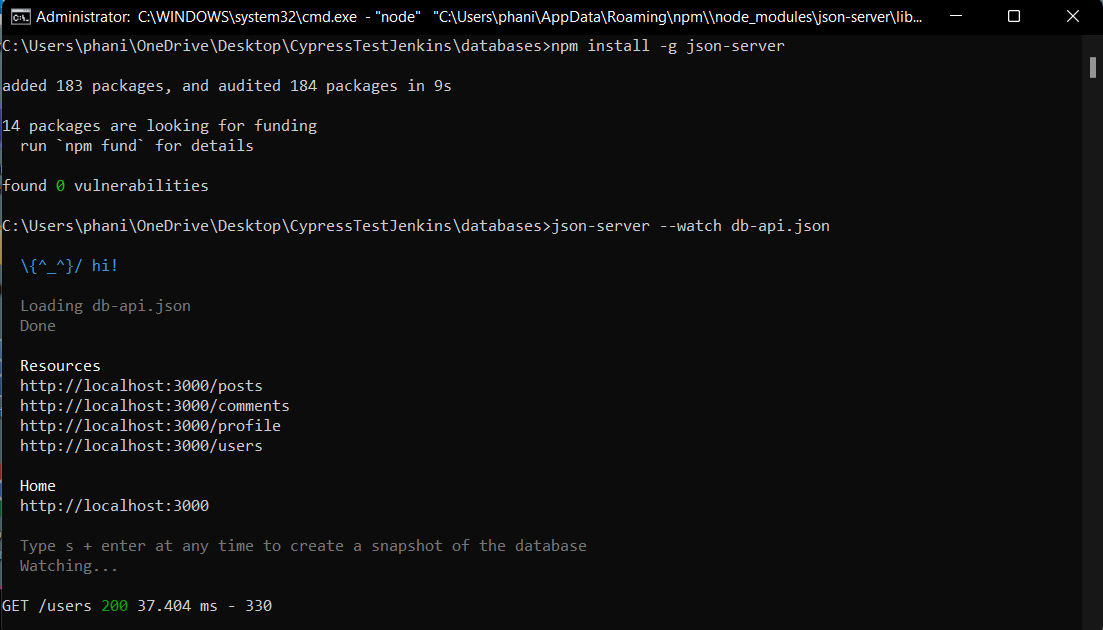 Administrator: C:\WINDOWS\system32\cmd.exe - "node" "C:\Users\phani\AppData\Roaming\npm\\node_modules\json-server\lib...
C:\Users\phani\OneDrive\Desktop\CypressTestJenkins\databases>npm install -g json-server
added 183 packages, and audited 184 packages in 9s
14 packages are looking for funding
run `npm fund` for details
found 0 vulnerabilities
C:\Users\phani\OneDrive\Desktop\CypressTestJenkins\databases>json-server --watch db-api.json
\{^_^}/ hi!
Loading db-api.json
Done
Resources
http://localhost:3000/posts
http://localhost:3000/comments
http://localhost:3000/profile
http://localhost:3000/users
Home
http://localhost:3000
Type s + enter at any time to create a snapshot of the database
Watching...
GET /users 200 37.404 ms - 330